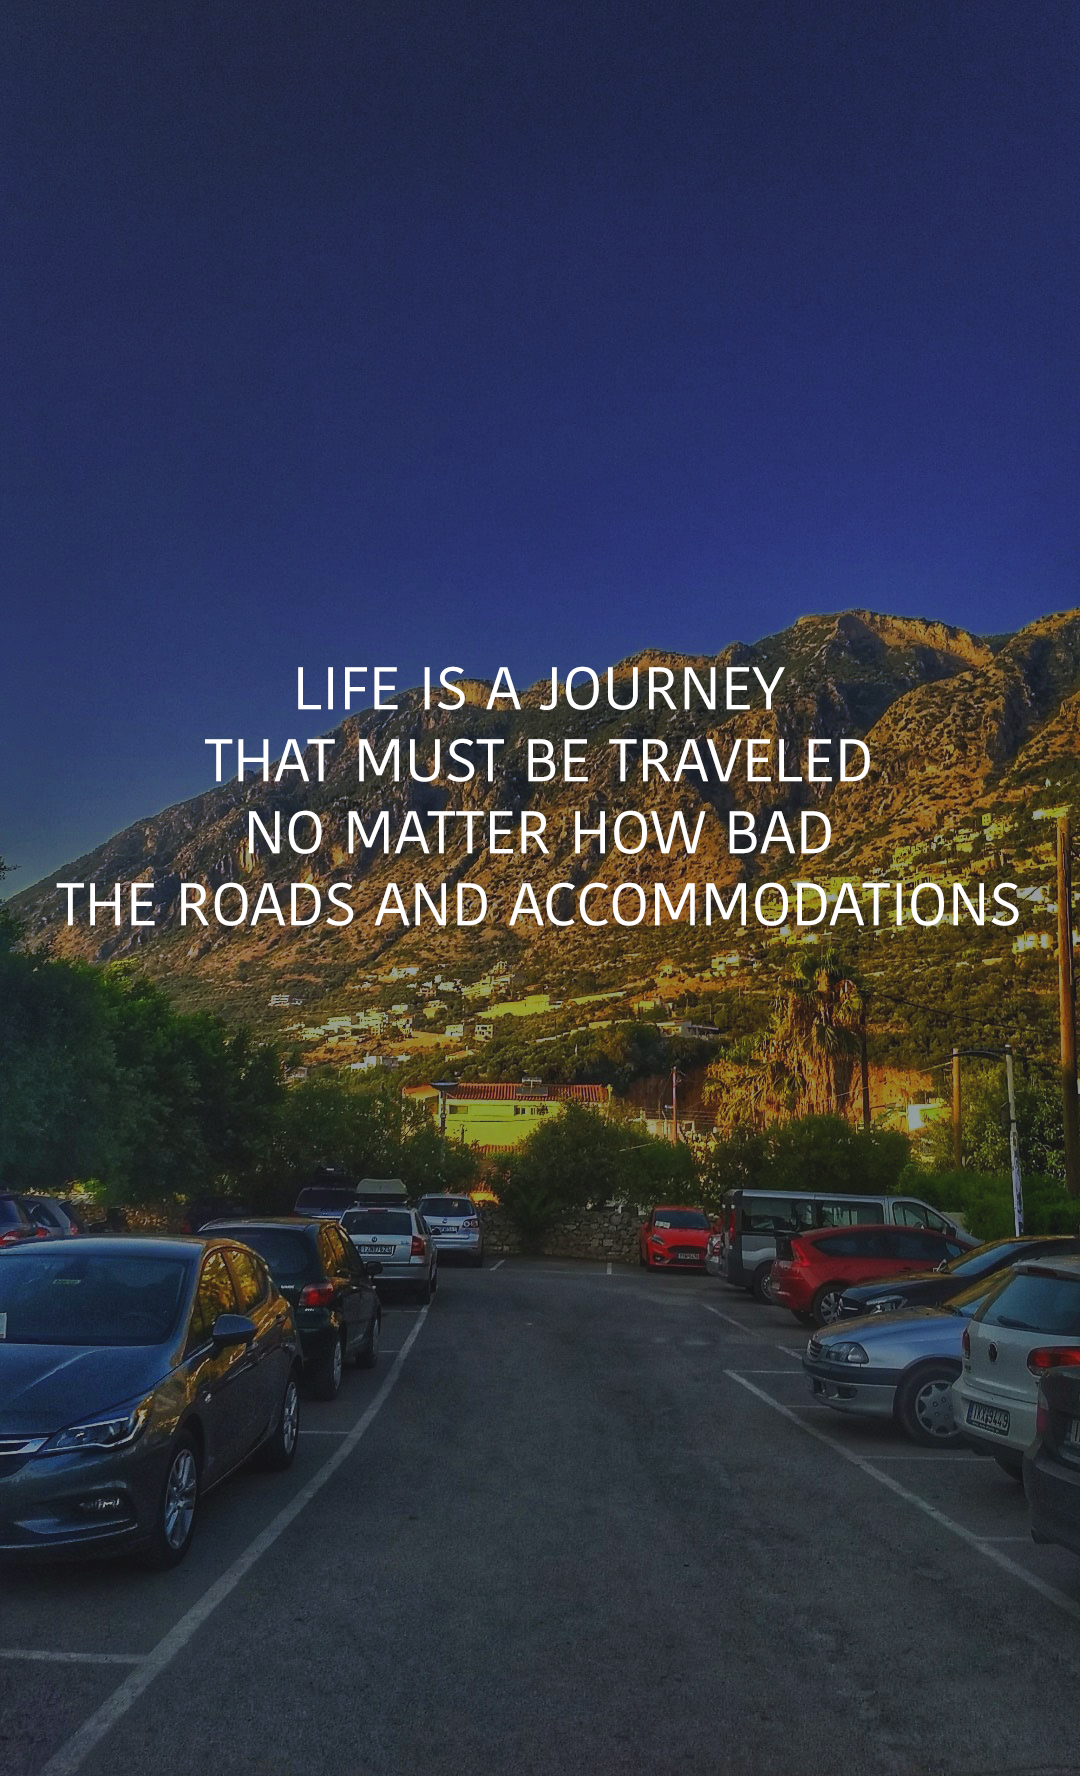 LIFE IS A JOURNEY
THAT MUST BE TRAVELED
NO MATTER HOW BAD
THE ROADS AND ACCOMMODATIONS